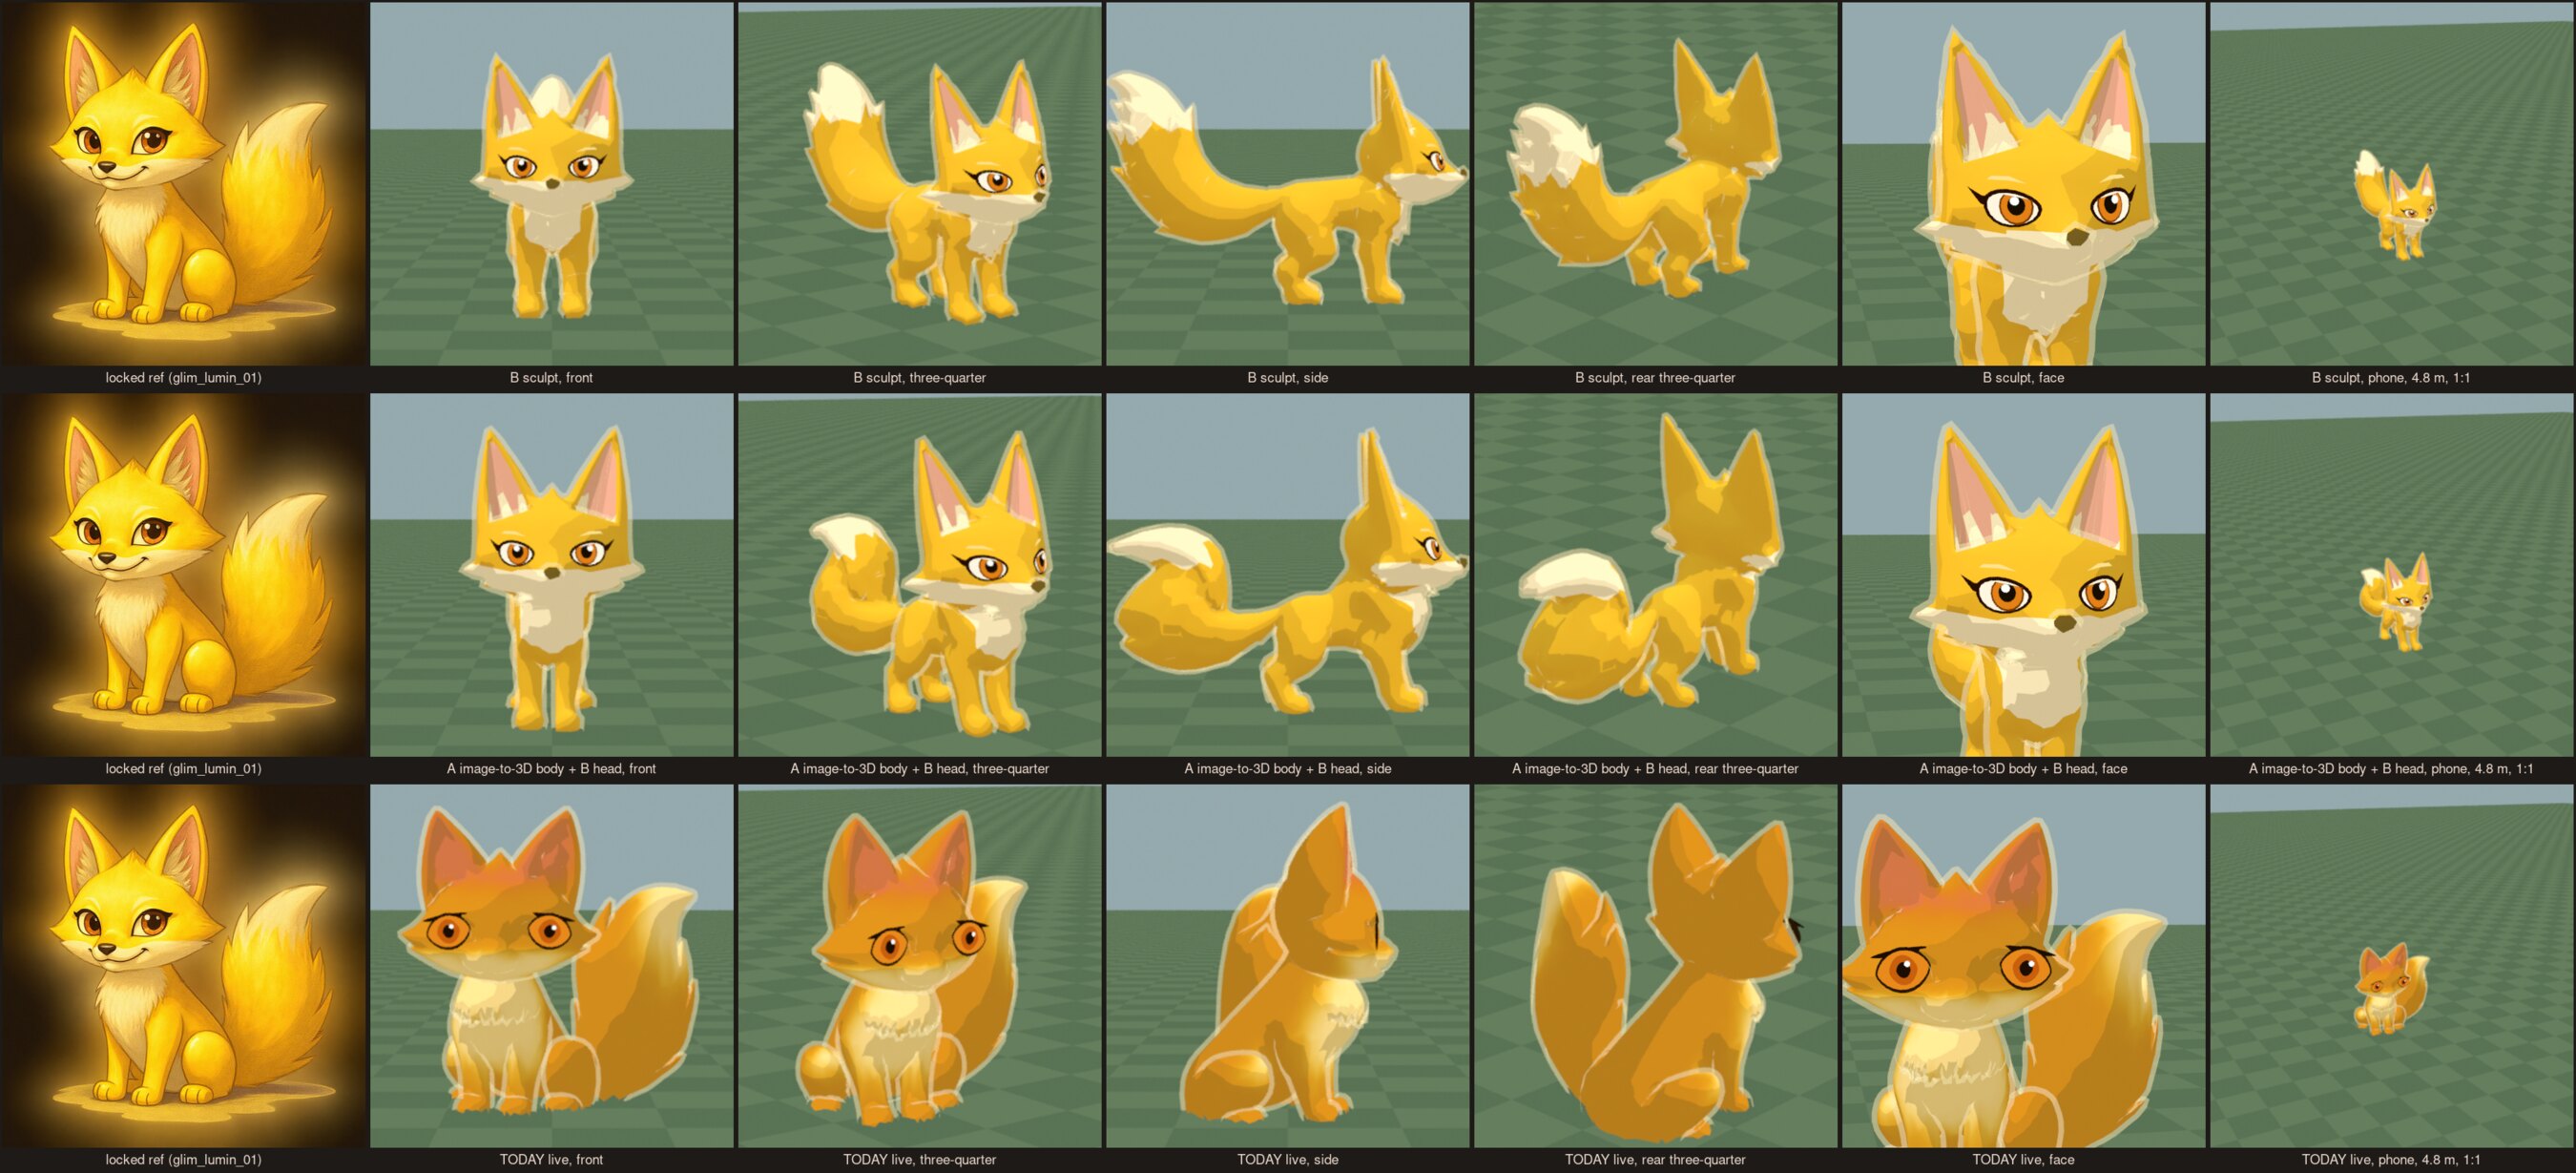 locked ref (glim_lumin_01)
B sculpt, front
B sculpt, three-quarter
B sculpt, side
B sculpt, rear three-quarter
B sculpt, face
B sculpt, phone, 4.8 m, 1:1
locked ref (glim_lumin_01)
A image-to-3D body + B head, front
A image-to-3D body + B head, three-quarter
A image-to-3D body + B head, side
A image-to-3D body + B head, rear three-quarter
A image-to-3D body + B head, face
A image-to-3D body + B head, phone, 4.8 m, 1:1
locked ref (glim_lumin_01)
TODAY live, front
TODAY live, three-quarter
TODAY live, side
TODAY live, rear three-quarter
TODAY live, face
TODAY live, phone, 4.8 m, 1:1